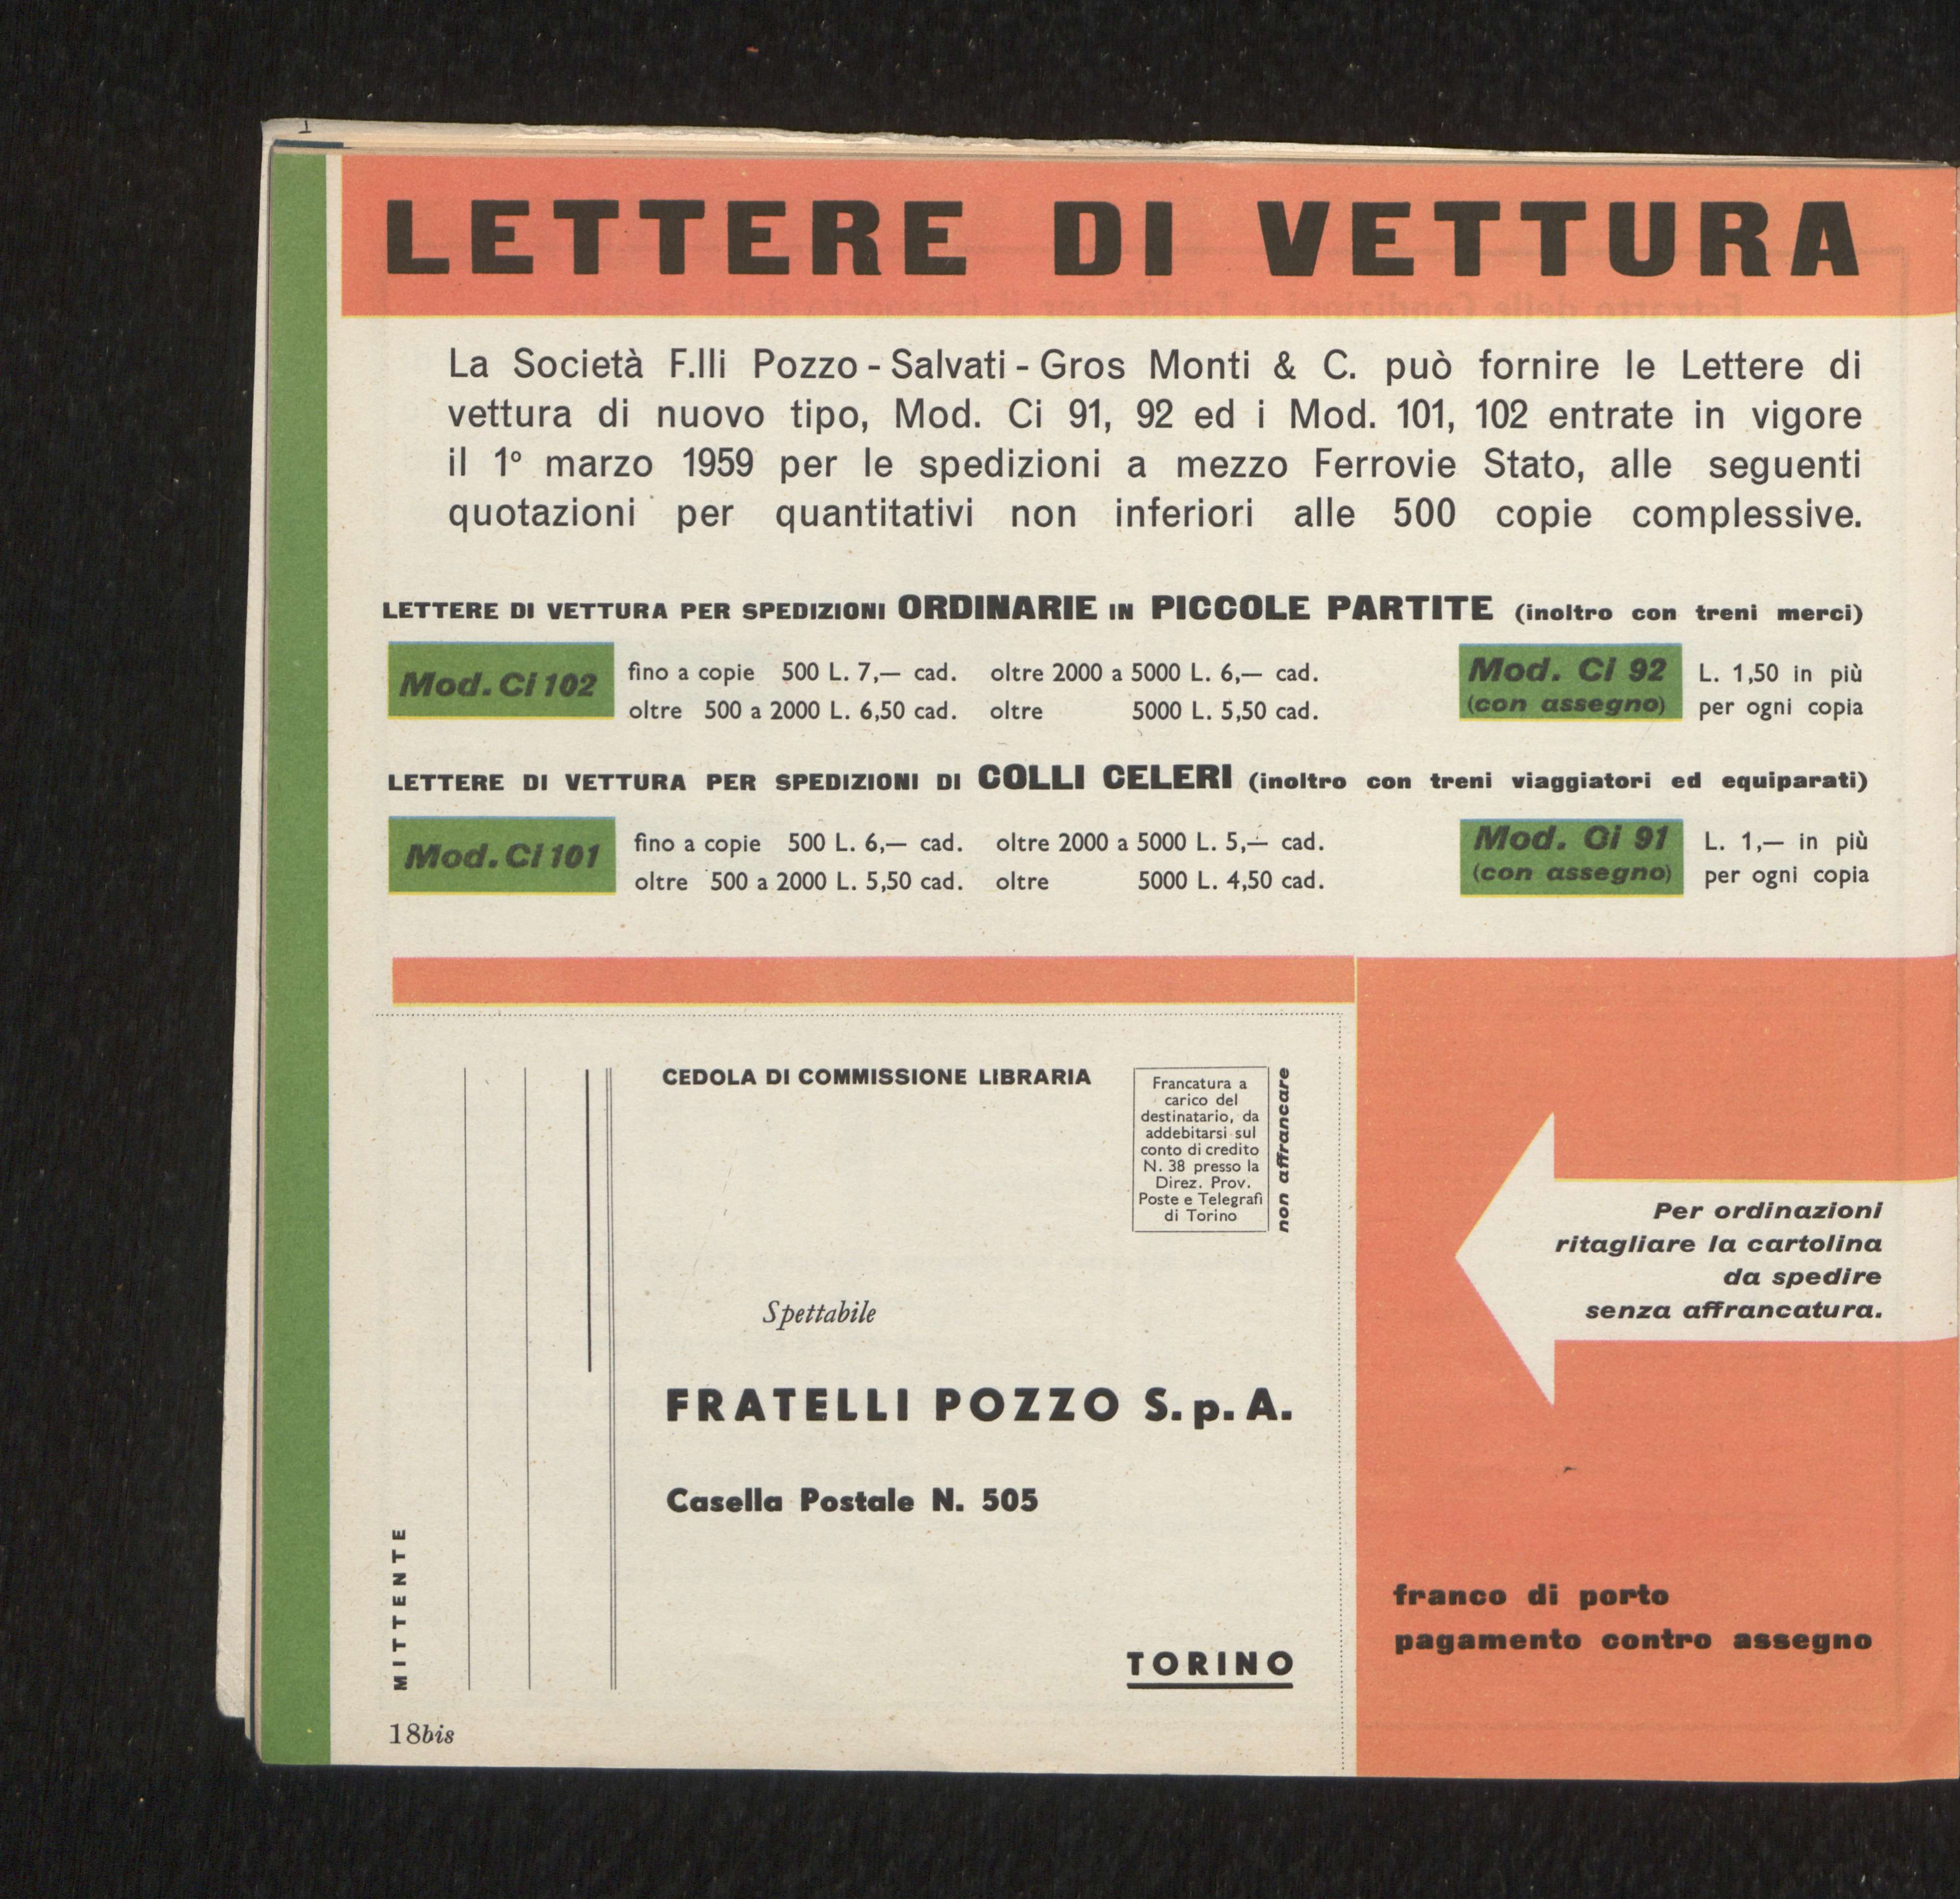 LETTERE DI VETTURA
La Società F.lli Pozzo - Salvati - Gros Monti & C. può fornire le Lettere di
vettura di nuovo tipo, Mod. Ci 91, 92 ed i Mod. 101, 102 entrate in vigore
il 1° marzo 1959 per le spedizioni a mezzo Ferrovie Stato, alle seguenti
quotazioni per quantitativi non inferiori alle 500 copie complessive.
LETTERE DI VETTURA PER SPEDIZIONI ORDINARIE IN PICCOLE PARTITE (inoltro con treni merci)
Mod. Ci 102
fino a copie 500 L. 7,— cad. oltre 2000 a 5000 L. 6,— cad.
oltre 500 a 2000 L. 6,50 cad. oltre 5000 L. 5,50 cad.
Mod. Ci 92
(con assegno)
L. 1,50 in più
per ogni copia
LETTERE DI VETTURA PER SPEDIZIONI DI COLLI CELERI (inoltro con treni viaggiatori ed equiparati)
Mod. Ci 101
fino a copie 500 L. 6,— cad. oltre 2000 a 5000 L. 5,— cad.
oltre 500 a 2000 L. 5,50 cad. oltre 5000 L. 4,50 cad.
Mod. Ci 91
(con assegno)
L. 1,— in più
per ogni copia
CEDOLA DI COMMISSIONE LIBRARIA
Francatura a
carico del
destinatario, da
addebitarsi sul
conto di credito
N. 38 presso la
Direz. Prov.
Poste e Telegrafi
di Torino
non affrancare
Spettabile
FRATELLI POZZO S.p.A.
Casella Postale N. 505
TORINO
MITTENTE
18bis
Per ordinazioni
ritagliare la cartolina
da spedire
senza affrancatura.
franco di porto
pagamento contro assegno